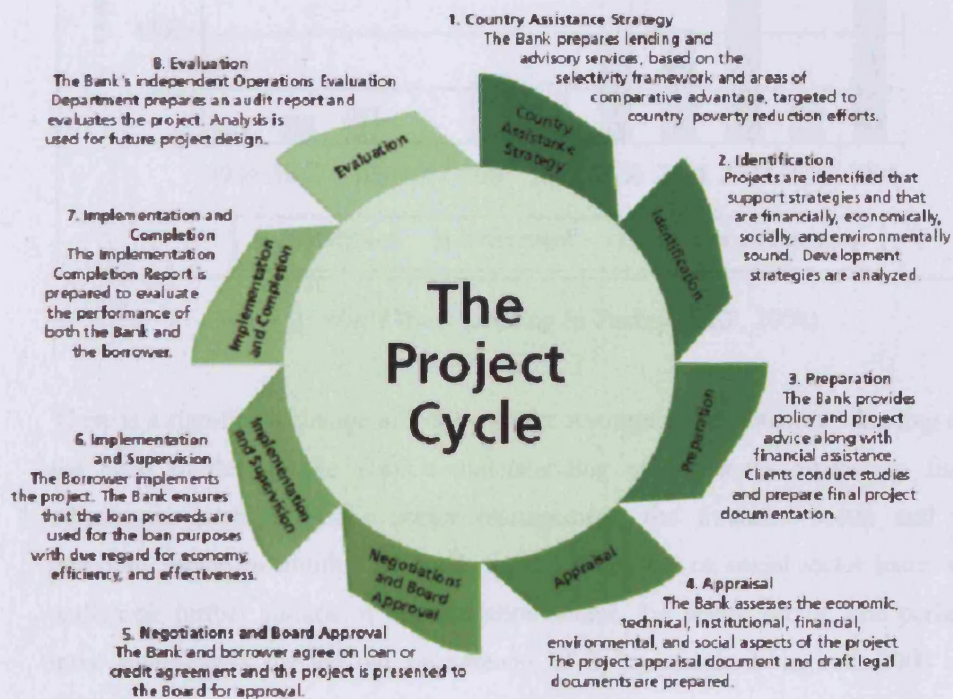 1. Country Assistance Strategy
The Bank prepares lending and
advisory services, based on the
selectivity framework and areas of
comparative advantage, targeted to
country poverty reduction efforts.
2. Identification
Projects are identified that
support strategies and that
are financially, economically,
socially, and environmentally
sound. Development
strategies are analyzed.
3. Preparation
The Bank provides
policy and project
advice along with
financial assistance.
Clients conduct studies
and prepare final project
documentation.
4. Appraisal
The Bank assesses the economic,
technical, institutional, financial,
environmental, and social aspects of the project
The project appraisal document and draft legal
documents are prepared.
5. Negotiations and Board Approval
The Bank and borrower agree on loan or
credit agreement and the project is presented to
the Board for approval.
6. Implementation
and Supervision
The Borrower implements
the project. The Bank ensures
that the loan proceeds are
used for the loan purposes
with due regard for economy,
efficiency, and effectiveness.
7. Implementation and
Completion
The Implementation
Completion Report is
prepared to evaluate
the performance of
both the Bank and
the borrower.
8. Evaluation
The Bank's independent Operations Evaluation
Department prepares an audit report and
evaluates the project. Analysis is
used for future project design.
Country
Assistance
Strategy
Identification
Preparation
Appraisal
Negotiations
and Board
Approval
Implementation
and Supervision
Implementation
and Completion
Evaluation
The
Project
Cycle